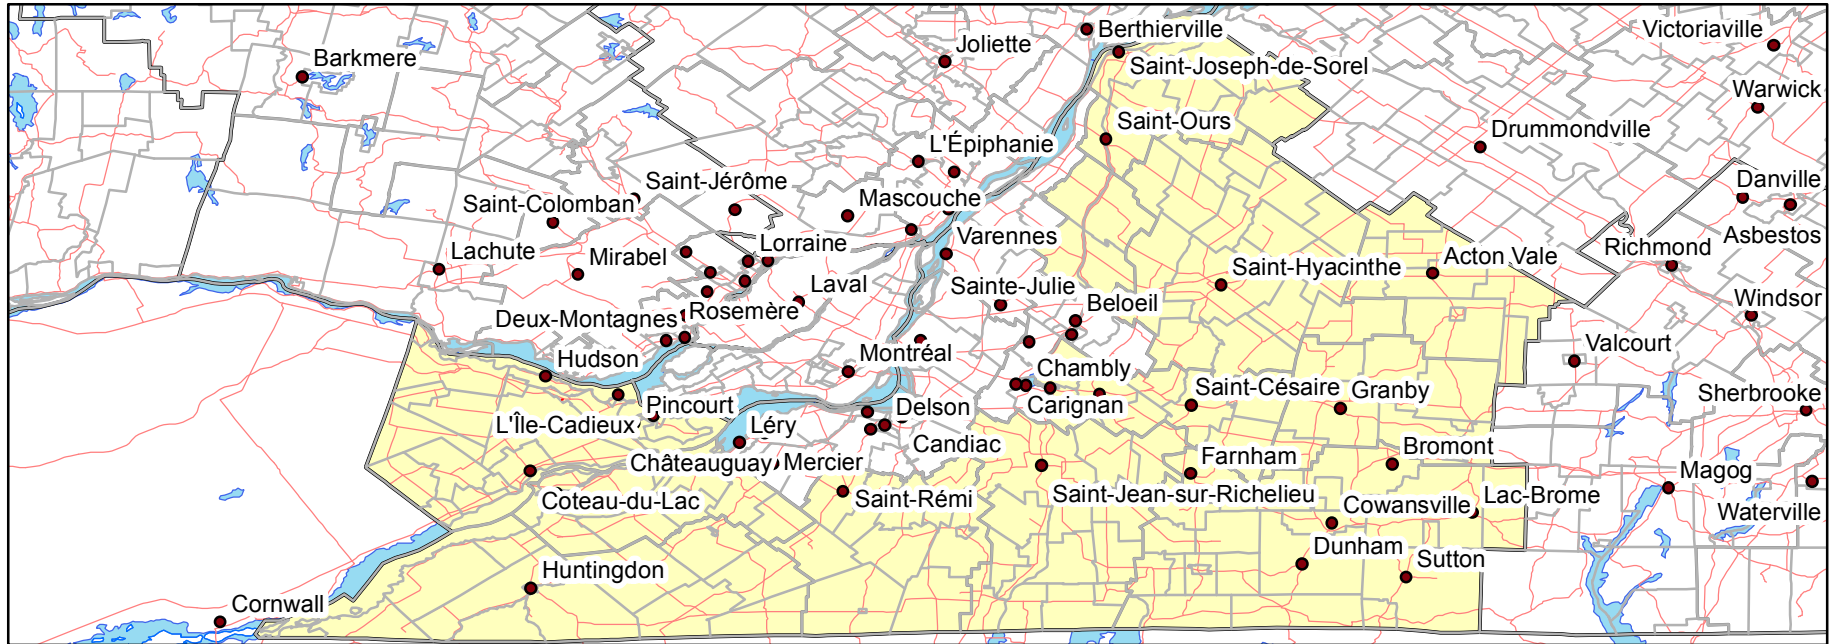 Berthierville
Victoriaville
Joliette
Barkmere
Saint-Joseph-de-Sorel
Warwick
Saint-Ours
Drummondville
L'Épiphanie
Saint-Jérôme
Danville
Mascouche
Saint-Colomban
Varennes
Asbestos
Lorraine
Richmond
Lachute
Mirabel
Acton Vale
Saint-Hyacinthe
Laval
Sainte-Julie
Windsor
Beloeil
Rosemère
Deux-Montagnes
Valcourt
Montréal
Hudson
Chambly
Saint-Césaire
Granby
Sherbrooke
Pincourt
Delson
Carignan
L'Île-Cadieux
Léry
Candiac
Bromont
Farnham
Châteauguay
Mercier
Magog
Saint-Jean-sur-Richelieu
Lac-Brome
Coteau-du-Lac
Saint-Rémi
Cowansville
Waterville
Dunham
Sutton
Huntingdon
Cornwall